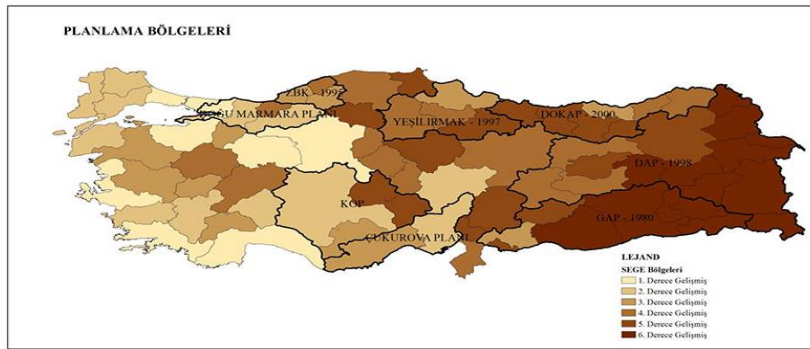 PLANLAMA BÖLGELERİ
ZBK - 1995
DOĞU MARMARA PLANI
YEŞİLIRMAK - 1997
DOKAP - 2000
DAP - 1998
KOP
GAP - 1980
ÇUKUROVA PLANI
LEJAND
SEGE Bölgeleri
1. Derece Gelişmiş
2. Derece Gelişmiş
3. Derece Gelişmiş
4. Derece Gelişmiş
5. Derece Gelişmiş
6. Derece Gelişmiş